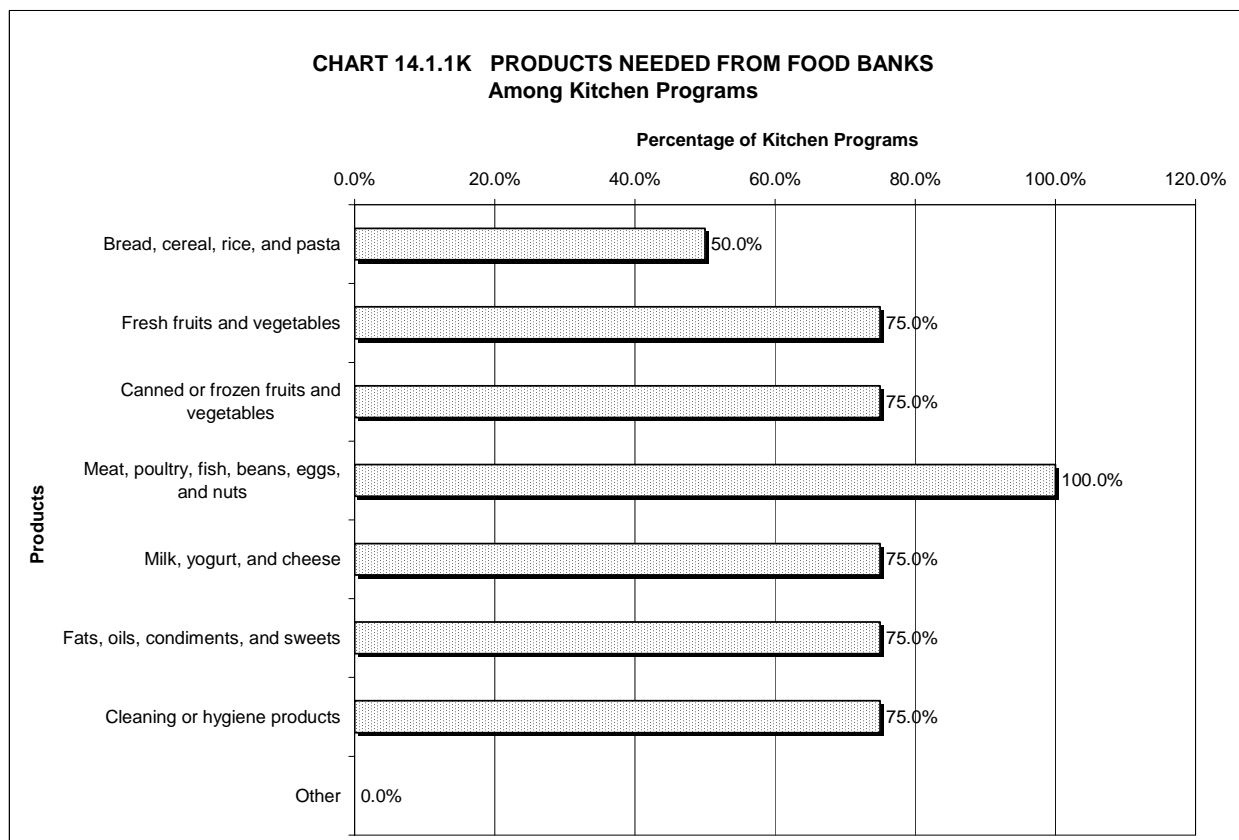 CHART 14.1.1K PRODUCTS NEEDED FROM FOOD BANKS
Among Kitchen Programs
Percentage of Kitchen Programs
0.0% 20.0% 40.0% 60.0% 80.0% 100.0% 120.0%
Bread, cereal, rice, and pasta 50.0%
Fresh fruits and vegetables 75.0%
Canned or frozen fruits and
vegetables 75.0%
Meat, poultry, fish, beans, eggs,
and nuts 100.0%
Milk, yogurt, and cheese 75.0%
Fats, oils, condiments, and sweets 75.0%
Cleaning or hygiene products 75.0%
Other 0.0%
Products